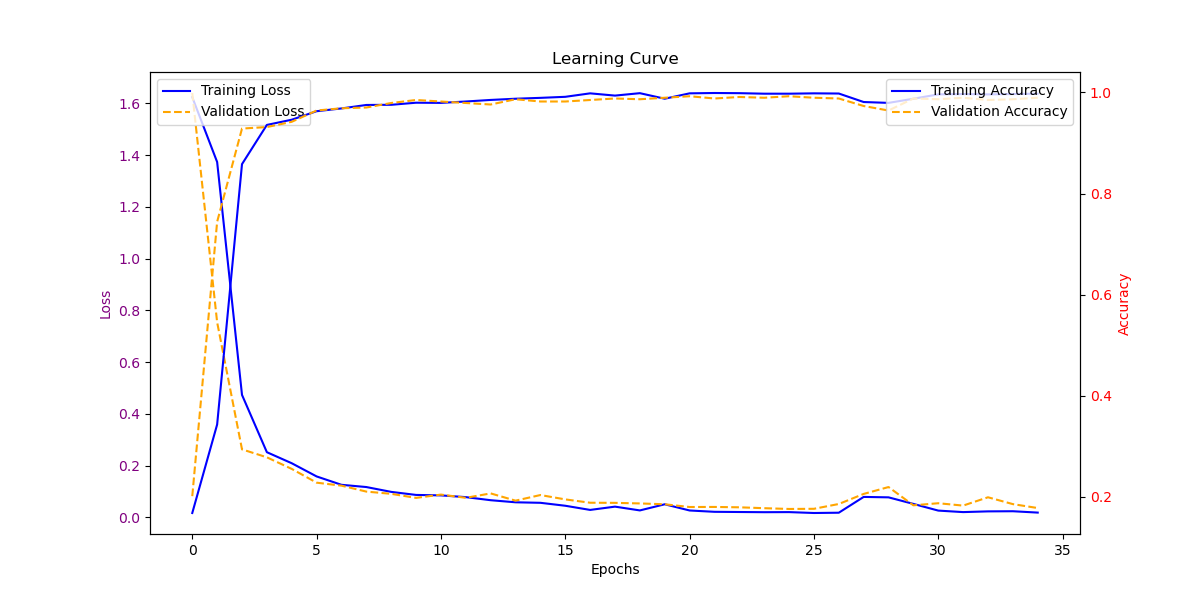 Learning Curve
Training Loss
Validation Loss
Training Accuracy
Validation Accuracy
1.6
1.4
1.2
1.0
0.8
0.6
0.4
0.2
0.0
Loss
1.0
0.8
0.6
0.4
0.2
Accuracy
0 5 10 15 20 25 30 35
Epochs